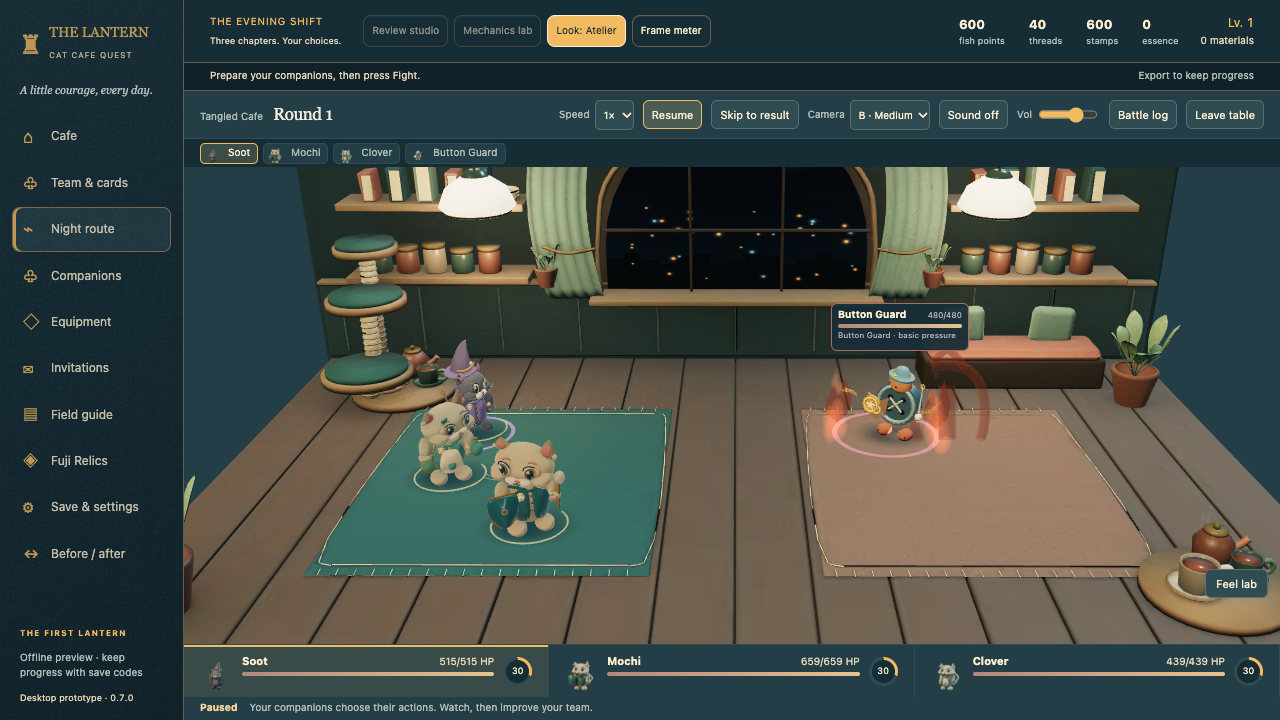 THE LANTERN
CAT CAFE QUEST
A little courage, every day.
Cafe
Team & cards
Night route
Companions
Equipment
Invitations
Field guide
Fuji Relics
Save & settings
Before / after
THE FIRST LANTERN
Offline preview · keep
progress with save codes
Desktop prototype · 0.7.0
THE EVENING SHIFT
Three chapters. Your choices.
Review studio
Mechanics lab
Look: Atelier
Frame meter
600
fish points
40
threads
600
stamps
0
essence
Lv. 1
0 materials
Prepare your companions, then press Fight.
Export to keep progress
Tangled Cafe
Round 1
Speed
1x
Resume
Skip to result
Camera
B · Medium
Sound off
Vol
Battle log
Leave table
Soot
Mochi
Clover
Button Guard
Button Guard
480/480
Button Guard · basic pressure
Feel lab
Soot
515/515 HP
30
Mochi
659/659 HP
30
Clover
439/439 HP
30
Paused
Your companions choose their actions. Watch, then improve your team.